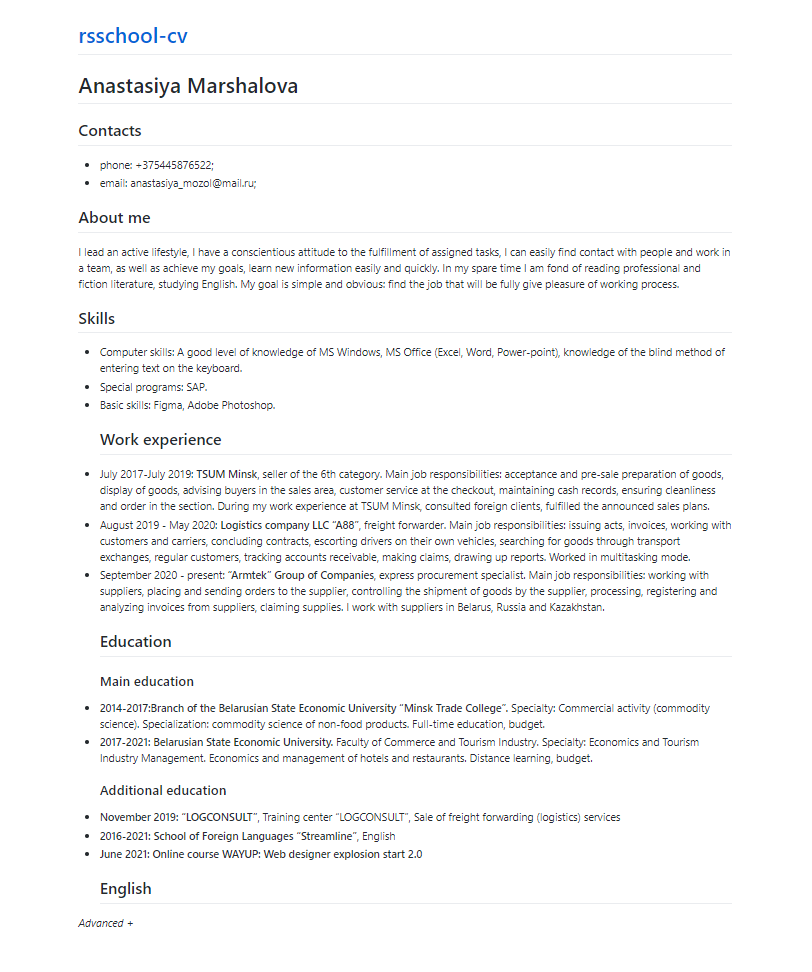 rsschool-cv
Anastasiya Marshalova
Contacts
• phone: +375445876522;
• email: anastasiya_mozol@mail.ru;
About me
I lead an active lifestyle, I have a conscientious attitude to the fulfillment of assigned tasks, I can easily find contact with people and work in
a team, as well as achieve my goals, learn new information easily and quickly. In my spare time I am fond of reading professional and
fiction literature, studying English. My goal is simple and obvious: find the job that will be fully give pleasure of working process.
Skills
• Computer skills: A good level of knowledge of MS Windows, MS Office (Excel, Word, Power-point), knowledge of the blind method of
entering text on the keyboard.
• Special programs: SAP.
• Basic skills: Figma, Adobe Photoshop.
Work experience
• July 2017-July 2019: TSUM Minsk, seller of the 6th category. Main job responsibilities: acceptance and pre-sale preparation of goods,
display of goods, advising buyers in the sales area, customer service at the checkout, maintaining cash records, ensuring cleanliness
and order in the section. During my work experience at TSUM Minsk, consulted foreign clients, fulfilled the announced sales plans.
• August 2019 - May 2020: Logistics company LLC “A88”, freight forwarder. Main job responsibilities: issuing acts, invoices, working with
customers and carriers, concluding contracts, escorting drivers on their own vehicles, searching for goods through transport
exchanges, regular customers, tracking accounts receivable, making claims, drawing up reports. Worked in multitasking mode.
• September 2020 - present: “Armtek” Group of Companies, express procurement specialist. Main job responsibilities: working with
suppliers, placing and sending orders to the supplier, controlling the shipment of goods by the supplier, processing, registering and
analyzing invoices from suppliers, claiming supplies. I work with suppliers in Belarus, Russia and Kazakhstan.
Education
Main education
• 2014-2017:Branch of the Belarusian State Economic University “Minsk Trade College”. Specialty: Commercial activity (commodity
science). Specialization: commodity science of non-food products. Full-time education, budget.
• 2017-2021: Belarusian State Economic University. Faculty of Commerce and Tourism Industry. Specialty: Economics and Tourism
Industry Management. Economics and management of hotels and restaurants. Distance learning, budget.
Additional education
• November 2019: “LOGCONSULT”, Training center “LOGCONSULT”, Sale of freight forwarding (logistics) services
• 2016-2021: School of Foreign Languages “Streamline”, English
• June 2021: Online course WAYUP: Web designer explosion start 2.0
English
Advanced +